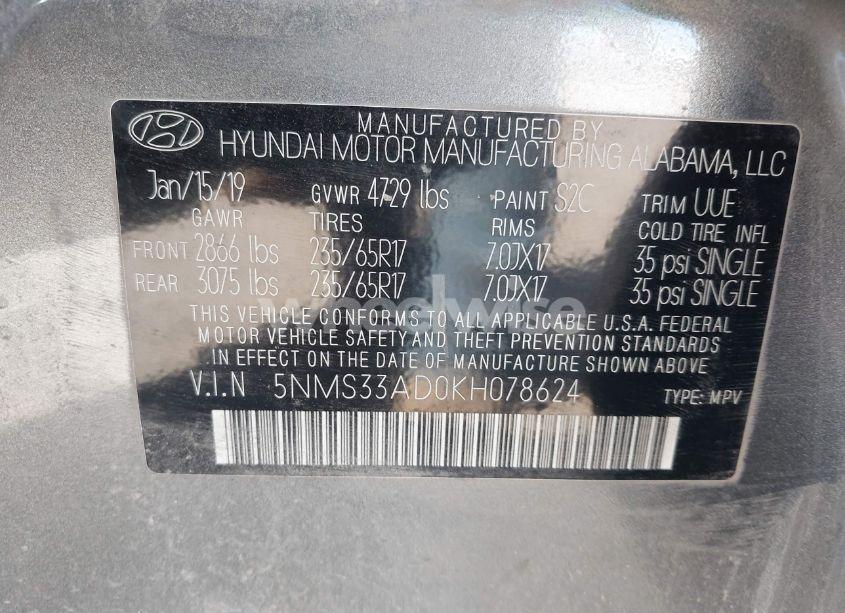 MANUFACTURED BY
HYUNDAI MOTOR MANUFACTURING ALABAMA, LLC
Jan/15/19 GVWR 4729 lbs PAINT S2C TRIM UUE
GAWR TIRES RIMS COLD TIRE INFL
FRONT 2866 lbs 235/65R17 7.0JX17 35 psi SINGLE
REAR 3075 lbs 235/65R17 7.0JX17 35 psi SINGLE
wheelwise
THIS VEHICLE CONFORMS TO ALL APPLICABLE U.S.A. FEDERAL
MOTOR VEHICLE SAFETY AND THEFT PREVENTION STANDARDS
IN EFFECT ON THE DATE OF MANUFACTURE SHOWN ABOVE.
V.I.N 5NMS33AD0KH078624 TYPE: MPV